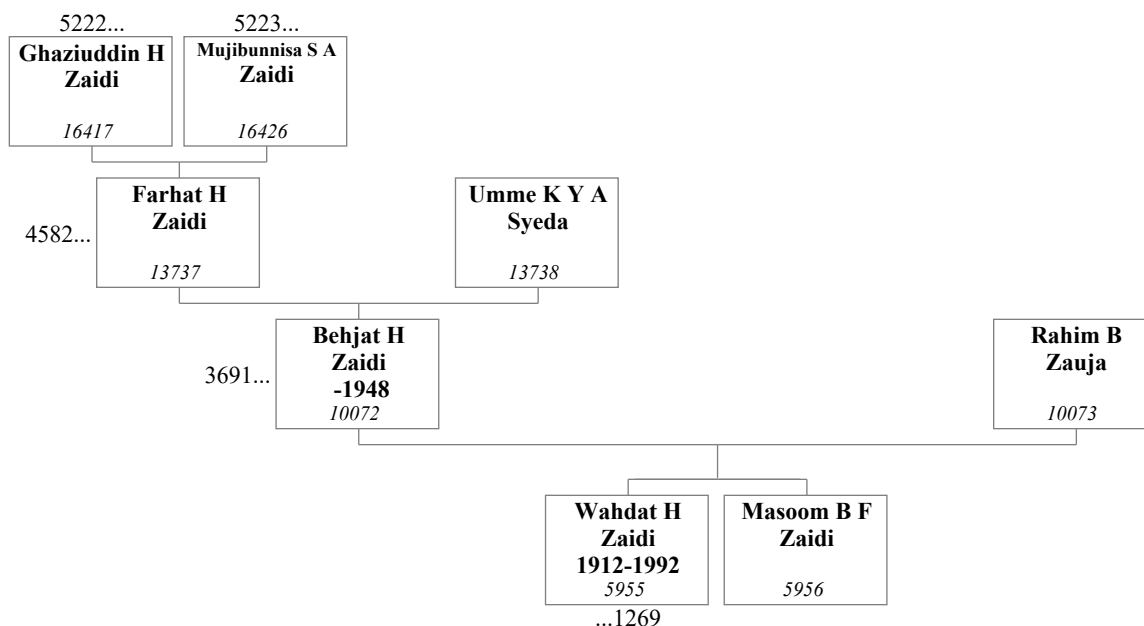 5222...
Ghaziuddin H
Zaidi
16417
5223...
Mujibunnisa S A
Zaidi
16426
4582...
Farhat H
Zaidi
13737
Umme K Y A
Syeda
13738
3691...
Behjat H
Zaidi
-1948
10072
Rahim B
Zauja
10073
Wahdat H
Zaidi
1912-1992
5955
...1269
Masoom B F
Zaidi
5956